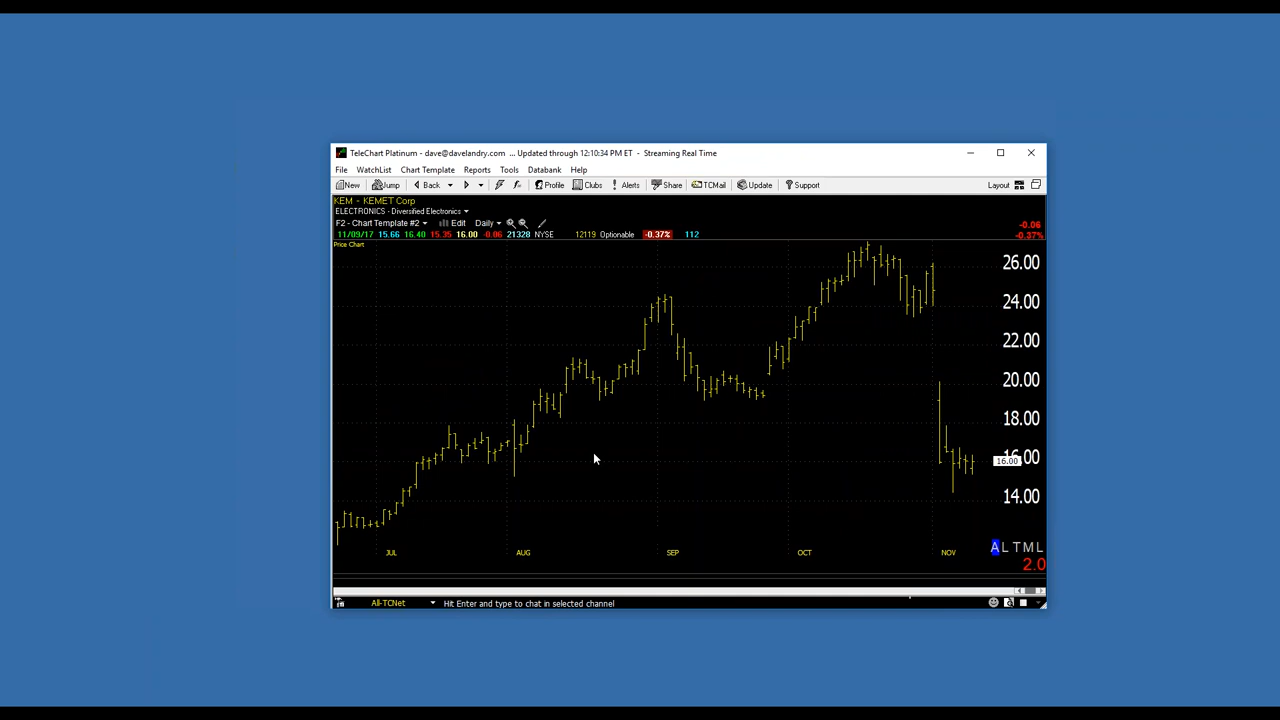 TeleChart Platinum - dave@davelandry.com ... Updated through 12:10:34 PM ET - Streaming Real Time
File WatchList Chart Template Reports Tools Databank Help
New Jump Back Profile Clubs Alerts Share TCMail Update Support Layout
KEM - KEMET Corp
ELECTRONICS - Diversified Electronics
F2 - Chart Template #2 Edit Daily -0.06
11/09/17 15.66 16.40 15.35 16.00 -0.06 21328 NYSE 12119 Optionable -0.37% 112 -0.37%
Price Chart
26.00
24.00
22.00
20.00
18.00
16.00 16.00
14.00
JUL AUG SEP OCT NOV A L T M L
2.0
All-TCNet Hit Enter and type to chat in selected channel